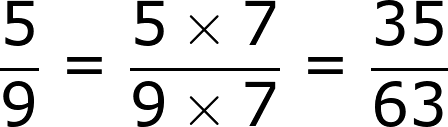 5/9 = 5 × 7/9 × 7 = 35/63